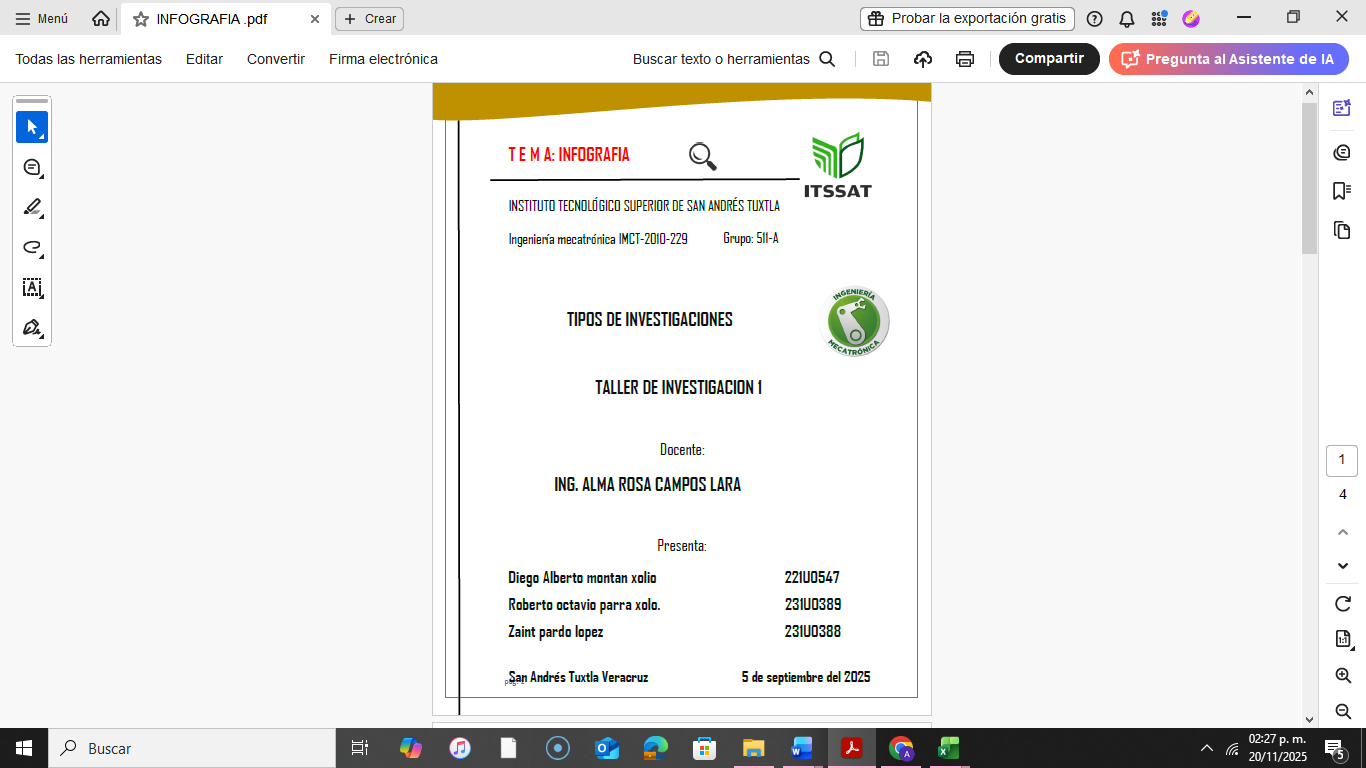 Menú
INFOGRAFIA .pdf
Crear
Probar la exportación gratis
Todas las herramientas
Editar
Convertir
Firma electrónica
Buscar texto o herramientas
Compartir
Pregunta al Asistente de IA
T E M A: INFOGRAFIA
ITSSAT
INSTITUTO TECNOLÓGICO SUPERIOR DE SAN ANDRÉS TUXTLA
Ingeniería mecatrónica IMCT-2010-229 Grupo: 511-A
INGENIERÍA
MECATRÓNICA
TIPOS DE INVESTIGACIONES
TALLER DE INVESTIGACION 1
Docente:
ING. ALMA ROSA CAMPOS LARA
Presenta:
Diego Alberto montan xolio 221U0547
Roberto octavio parra xolo. 231U0389
Zaint pardo lopez 231U0388
San Andrés Tuxtla Veracruz 5 de septiembre del 2025
1
4
1:1
Buscar
02:27 p. m.
20/11/2025
5